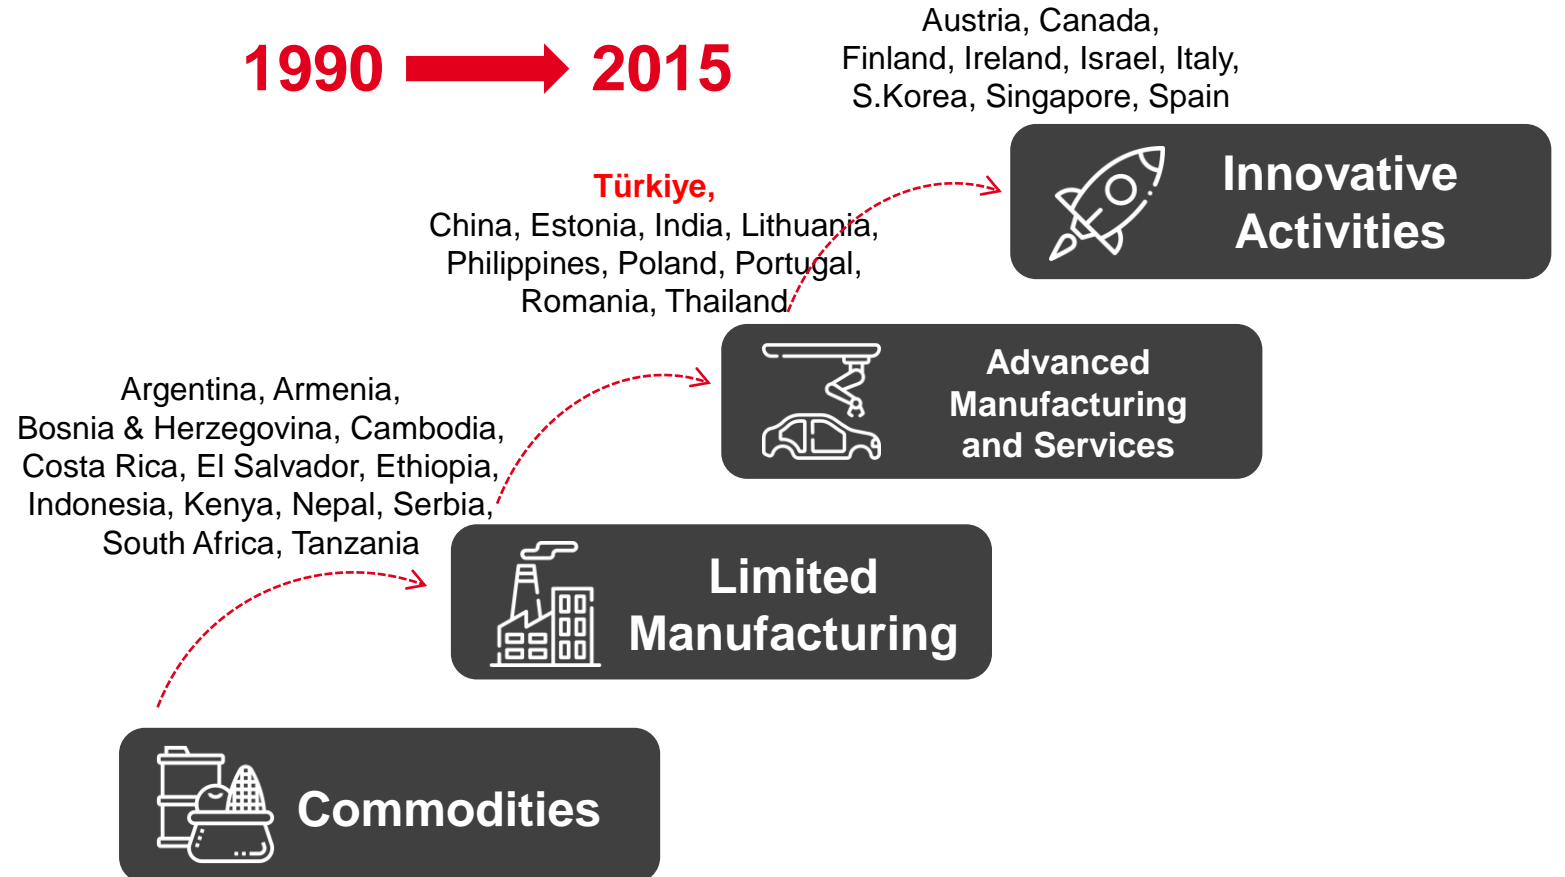 1990 2015
Austria, Canada,
Finland, Ireland, Israel, Italy,
S.Korea, Singapore, Spain
Innovative
Activities
Türkiye,
China, Estonia, India, Lithuania,
Philippines, Poland, Portugal,
Romania, Thailand
Advanced
Manufacturing
and Services
Argentina, Armenia,
Bosnia & Herzegovina, Cambodia,
Costa Rica, El Salvador, Ethiopia,
Indonesia, Kenya, Nepal, Serbia,
South Africa, Tanzania
Limited
Manufacturing
Commodities